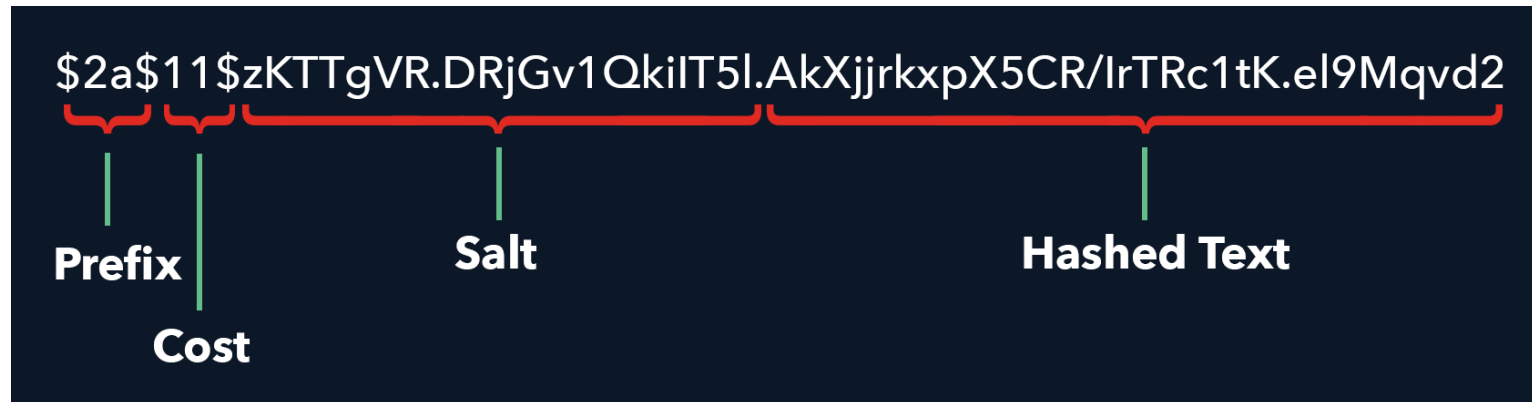 $2a$11$zKTTgVR.DRjGv1QkiIT5l.AkXjjrkxpX5CR/IrTRc1tK.el9Mqvd2
Prefix
Salt
Hashed Text
Cost